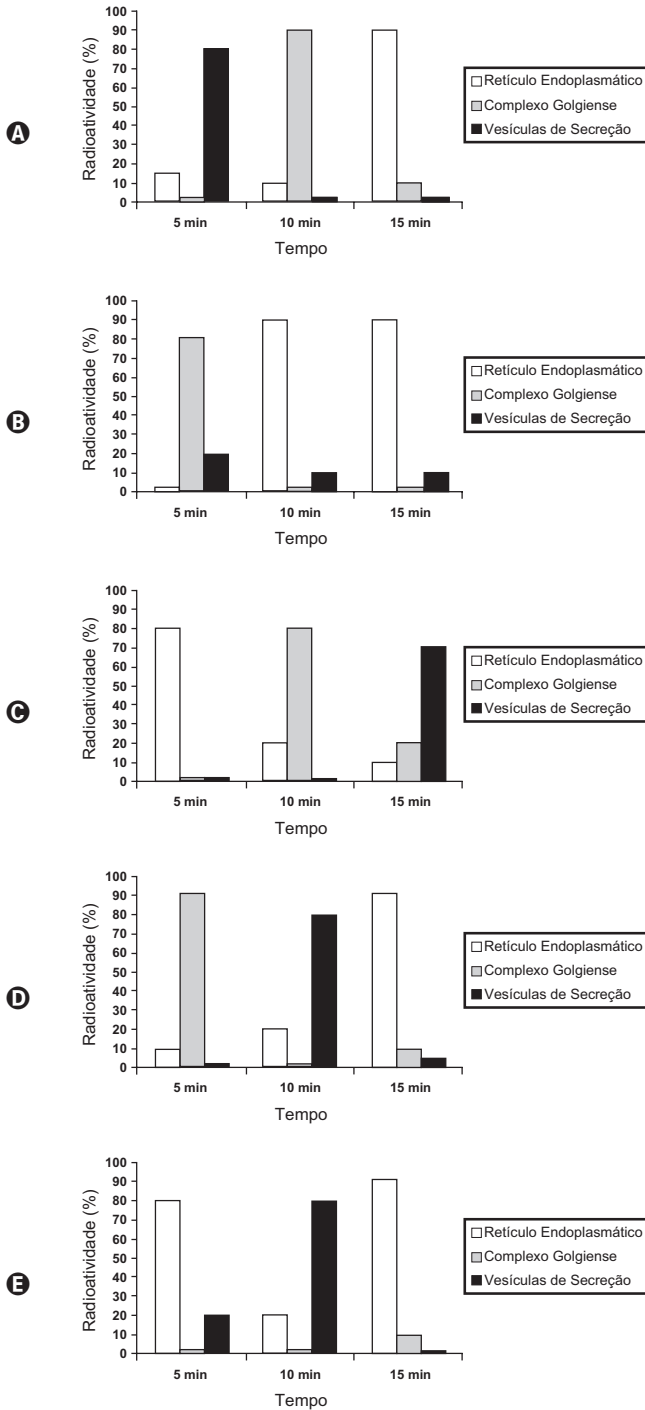 A
Radioatividade (%)
100
90
80
70
60
50
40
30
20
10
0
5 min 10 min 15 min
Tempo
Retículo Endoplasmático
Complexo Golgiense
Vesículas de Secreção
B
Radioatividade (%)
100
90
80
70
60
50
40
30
20
10
0
5 min 10 min 15 min
Tempo
Retículo Endoplasmático
Complexo Golgiense
Vesículas de Secreção
C
Radioatividade (%)
100
90
80
70
60
50
40
30
20
10
0
5 min 10 min 15 min
Tempo
Retículo Endoplasmático
Complexo Golgiense
Vesículas de Secreção
D
Radioatividade (%)
100
90
80
70
60
50
40
30
20
10
0
5 min 10 min 15 min
Tempo
Retículo Endoplasmático
Complexo Golgiense
Vesículas de Secreção
E
Radioatividade (%)
100
90
80
70
60
50
40
30
20
10
0
5 min 10 min 15 min
Tempo
Retículo Endoplasmático
Complexo Golgiense
Vesículas de Secreção